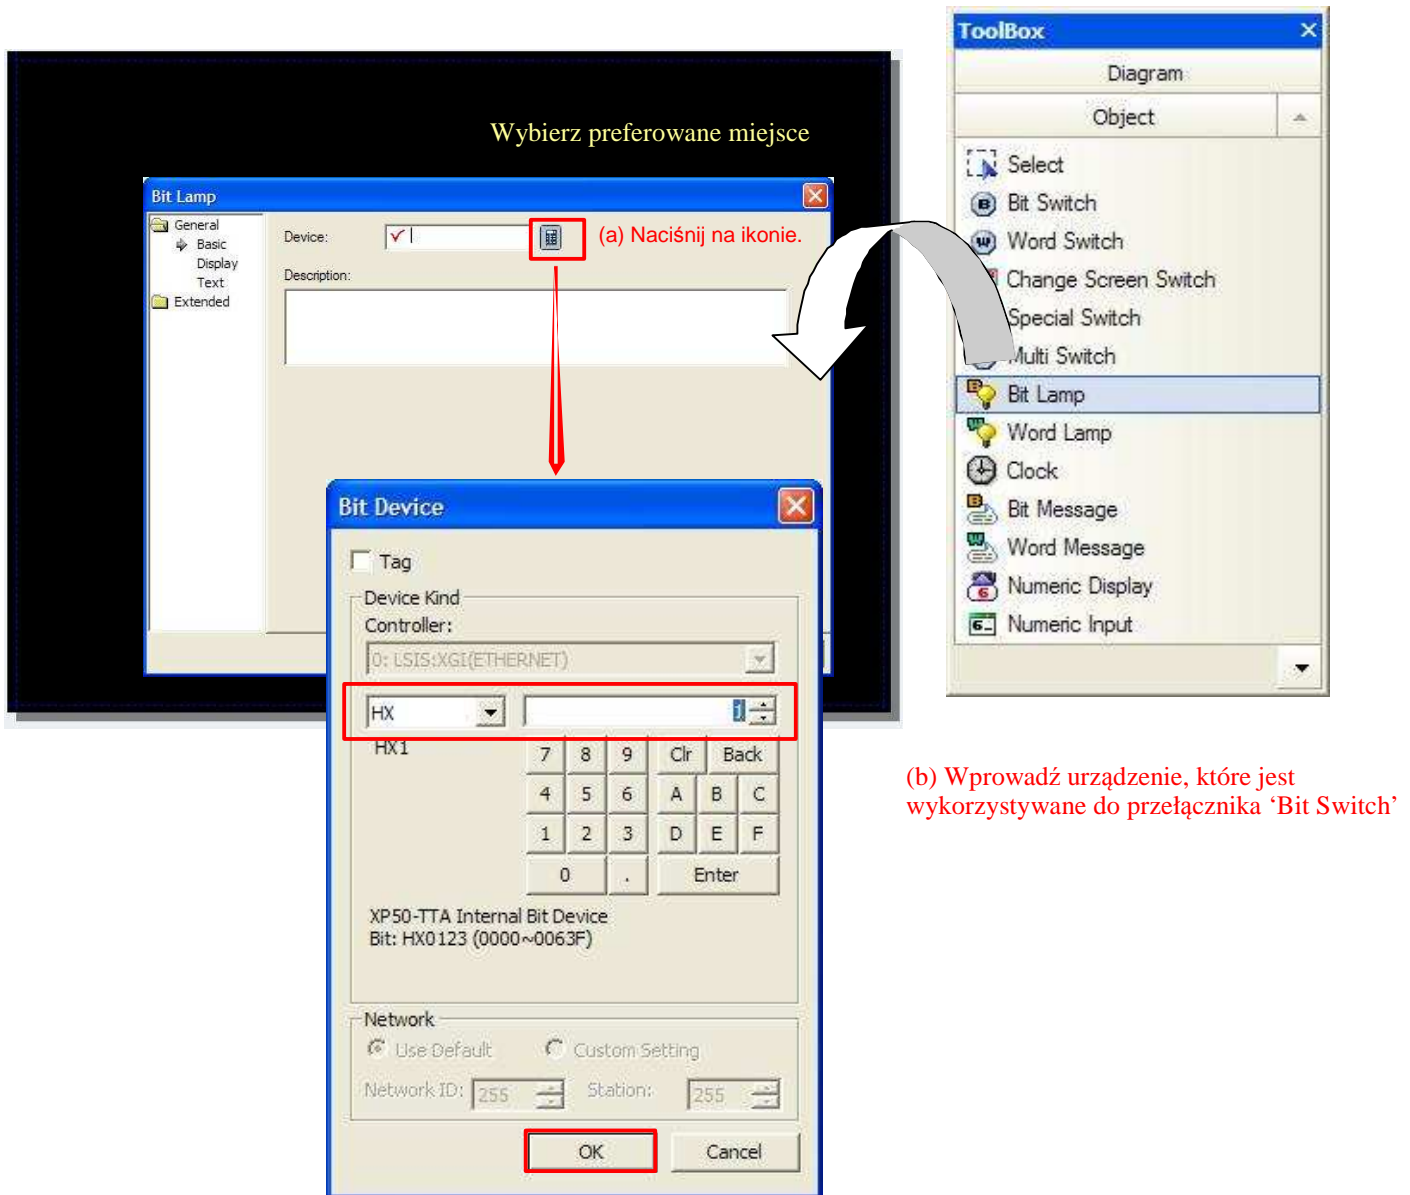 Wybierz preferowane miejsce
Bit Lamp
General
Basic
Display
Text
Extended
Device:
(a) Naciśnij na ikonie.
Description:
Bit Device
Tag
Device Kind
Controller:
0: LSIS:XGI(ETHERNET)
HX
1
HX1
7 8 9 Clr Back
4 5 6 A B C
1 2 3 D E F
0 . Enter
XP50-TTA Internal Bit Device
Bit: HX0123 (0000~0063F)
Network
Use Default Custom Setting
Network ID: 255 Station: 255
OK Cancel
ToolBox
Diagram
Object
Select
Bit Switch
Word Switch
Change Screen Switch
Special Switch
Multi Switch
Bit Lamp
Word Lamp
Clock
Bit Message
Word Message
Numeric Display
Numeric Input
(b) Wprowadź urządzenie, które jest
wykorzystywane do przełącznika ‘Bit Switch’